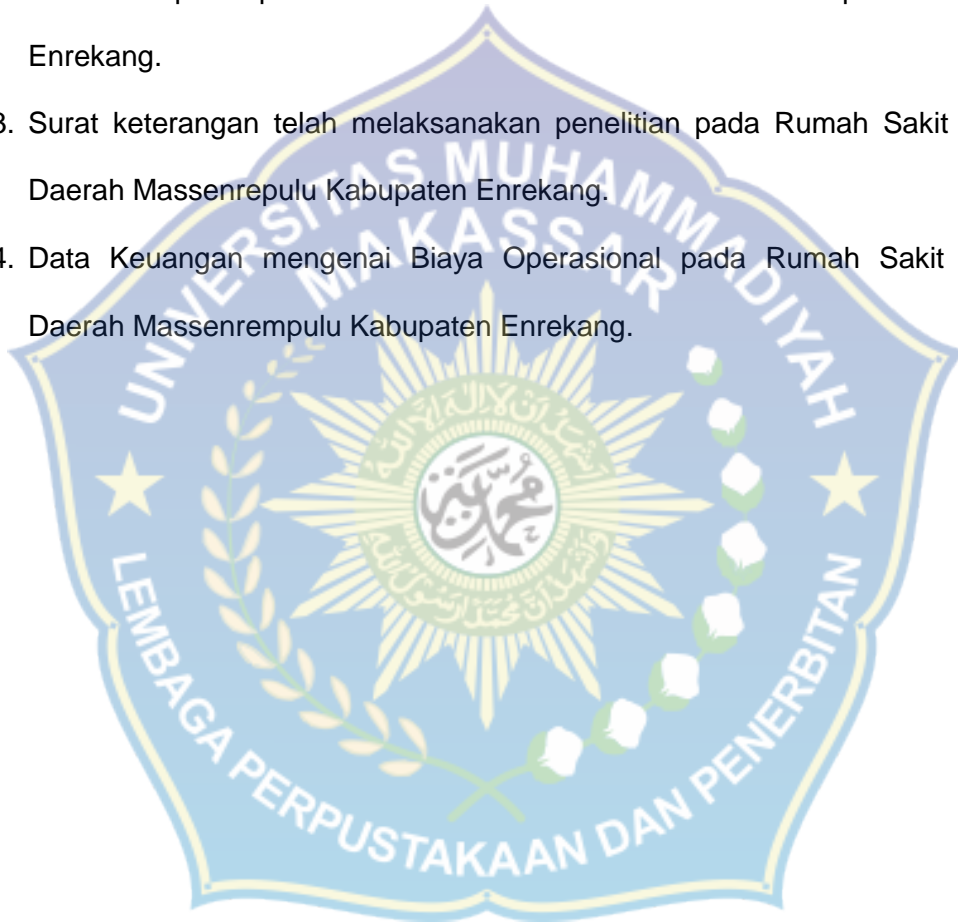 Enrekang.
3. Surat keterangan telah melaksanakan penelitian pada Rumah Sakit
Daerah Massenrepulu Kabupaten Enrekang.
4. Data Keuangan mengenai Biaya Operasional pada Rumah Sakit
Daerah Massenrempulu Kabupaten Enrekang.
UNIVERSITAS MUHAMMADIYAH
MAKASSAR
LEMBAGA PERPUSTAKAAN DAN PENERBITAN